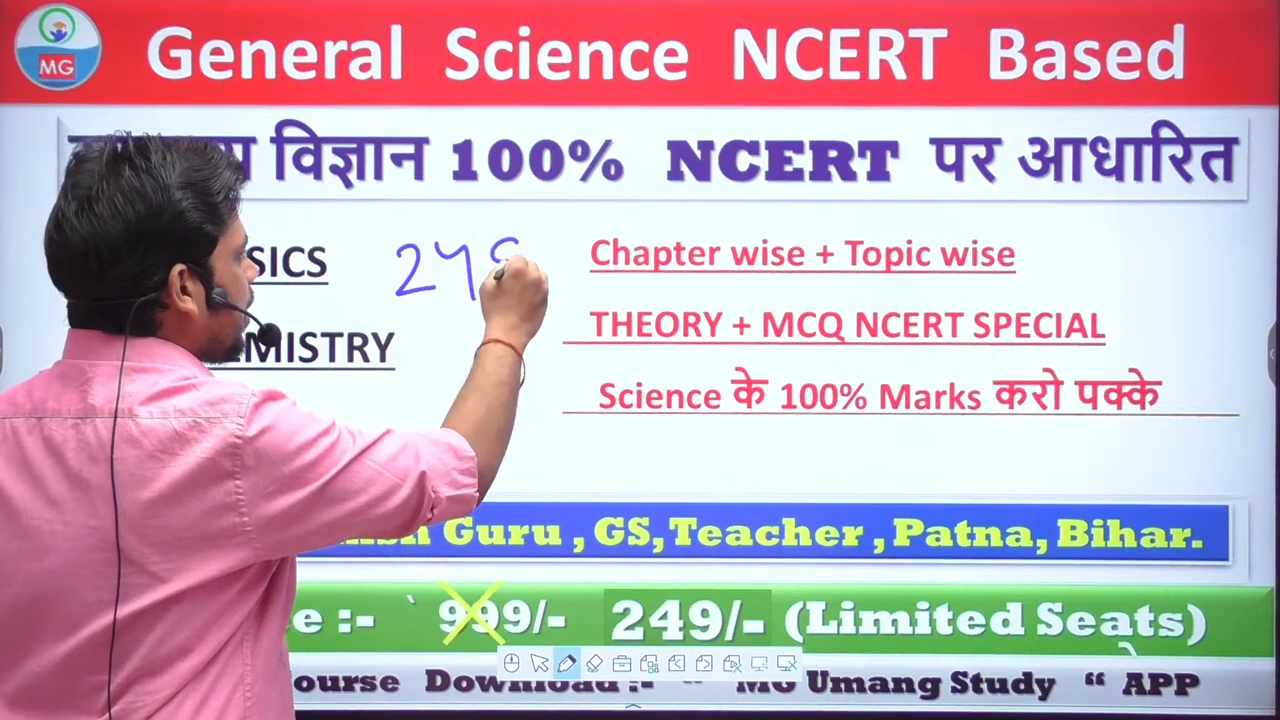 MG
General Science NCERT Based
विज्ञान 100% NCERT पर आधारित
SICS 24 Chapter wise + Topic wise
MISTRY THEORY + MCQ NCERT SPECIAL
Science के 100% Marks करो पक्के
Guru , GS,Teacher , Patna, Bihar.
e :- 999/- 249/- (Limited Seats)
ourse Download :- “ MG Umang Study “ APP